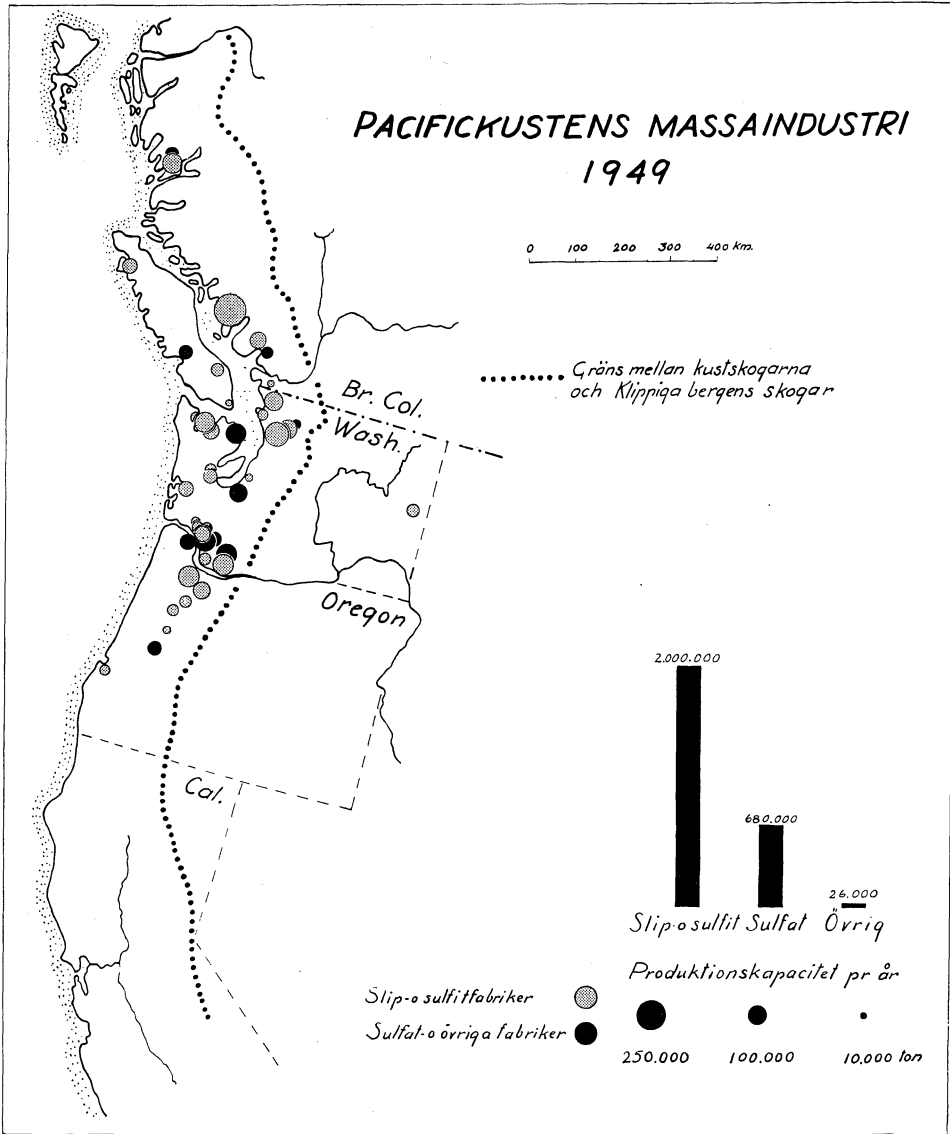 PACIFICKUSTENS MASSAINDUSTRI
1949
0 100 200 300 400 km.
Gräns mellan kustskogarna
och Klippiga bergens skogar
Br. Col.
Wash.
Oregon
Cal.
2.000.000
680.000
26.000
Slip-o sulfit Sulfat Övrig
Produktionskapacitet pr år
Slip-o sulfitfabriker
Sulfat-o övriga fabriker
250.000 100.000 10.000 ton